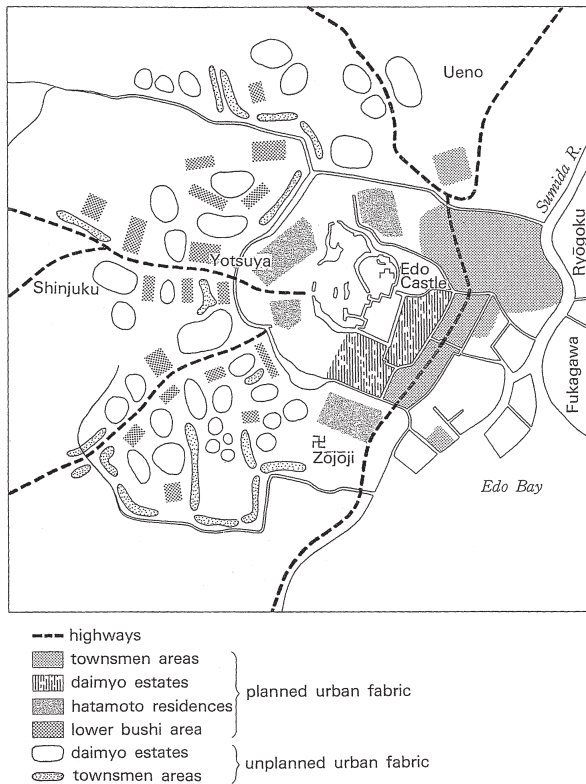 Ueno
Sumida R.
Ryōgoku
Yotsuya
Edo
Castle
Shinjuku
Fukagawa
卍
Zōjōji
Edo Bay
highways
townsmen areas
daimyo estates
hatamoto residences
lower bushi area
planned urban fabric
daimyo estates
townsmen areas
unplanned urban fabric